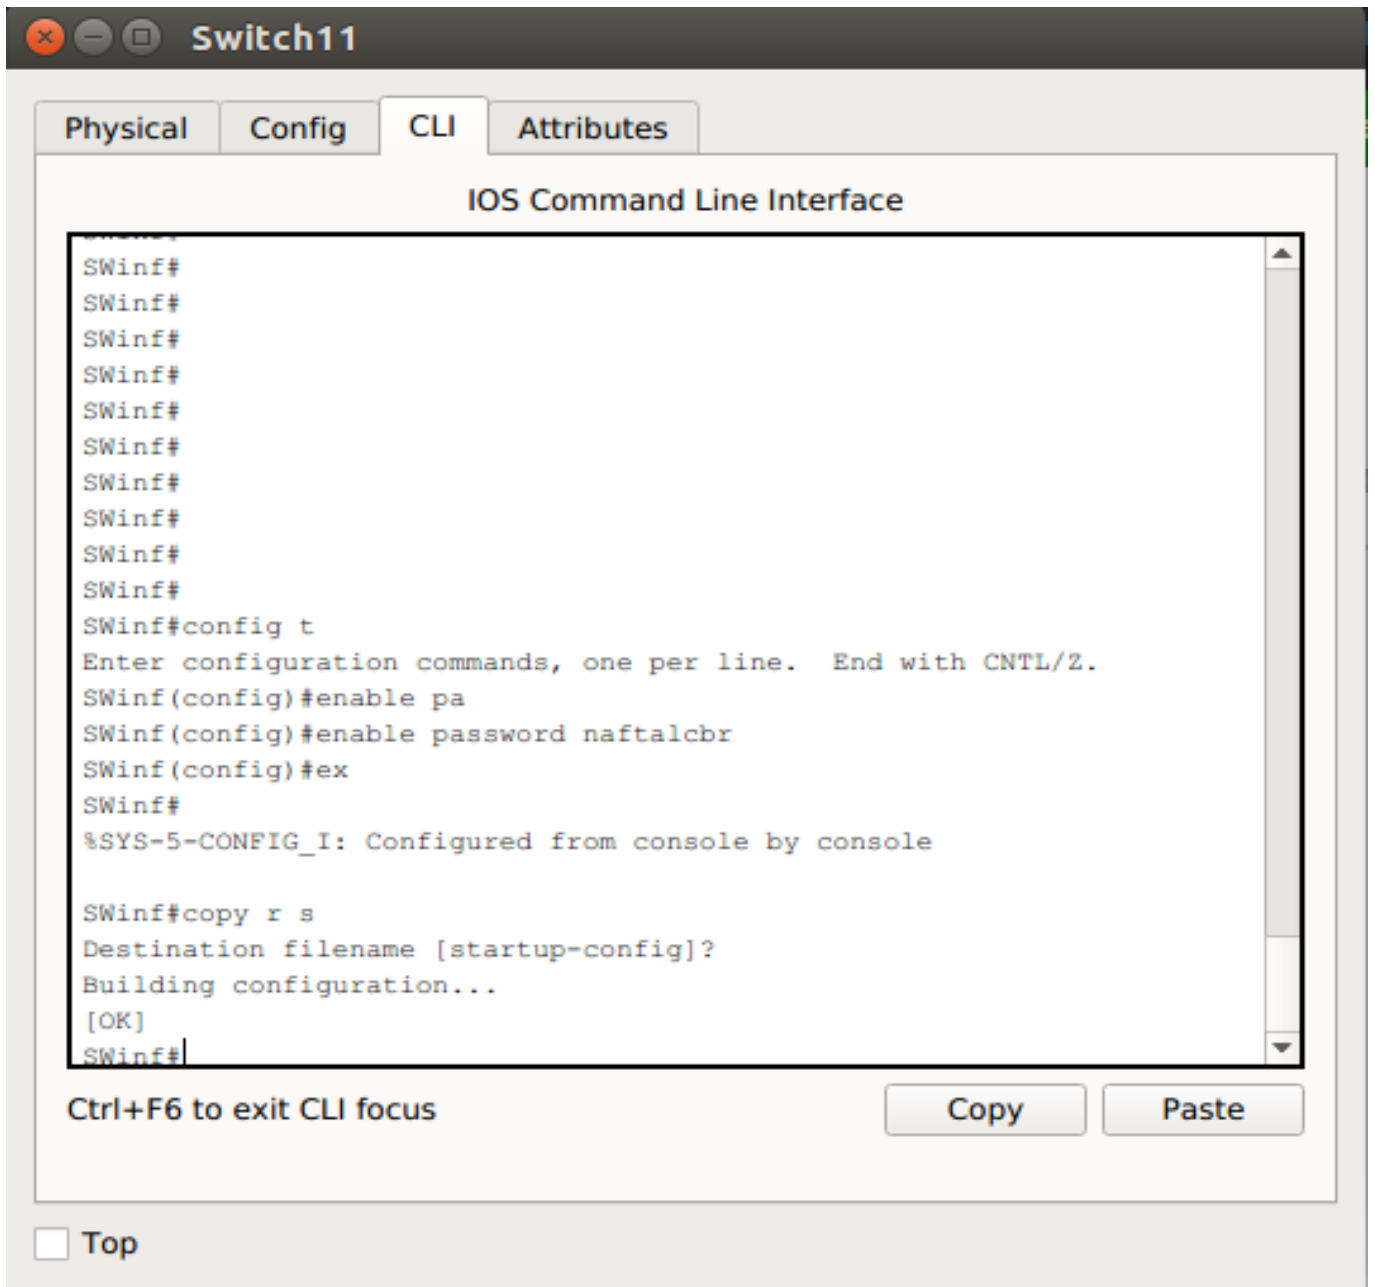 Switch11
Physical Config CLI Attributes
IOS Command Line Interface
SWinf#
SWinf#
SWinf#
SWinf#
SWinf#
SWinf#
SWinf#
SWinf#
SWinf#
SWinf#
SWinf#config t
Enter configuration commands, one per line.  End with CNTL/Z.
SWinf(config)#enable pa
SWinf(config)#enable password naftalcbr
SWinf(config)#ex
SWinf#
%SYS-5-CONFIG_I: Configured from console by console
SWinf#copy r s
Destination filename [startup-config]?
Building configuration...
[OK]
SWinf#
Ctrl+F6 to exit CLI focus
Copy Paste
Top